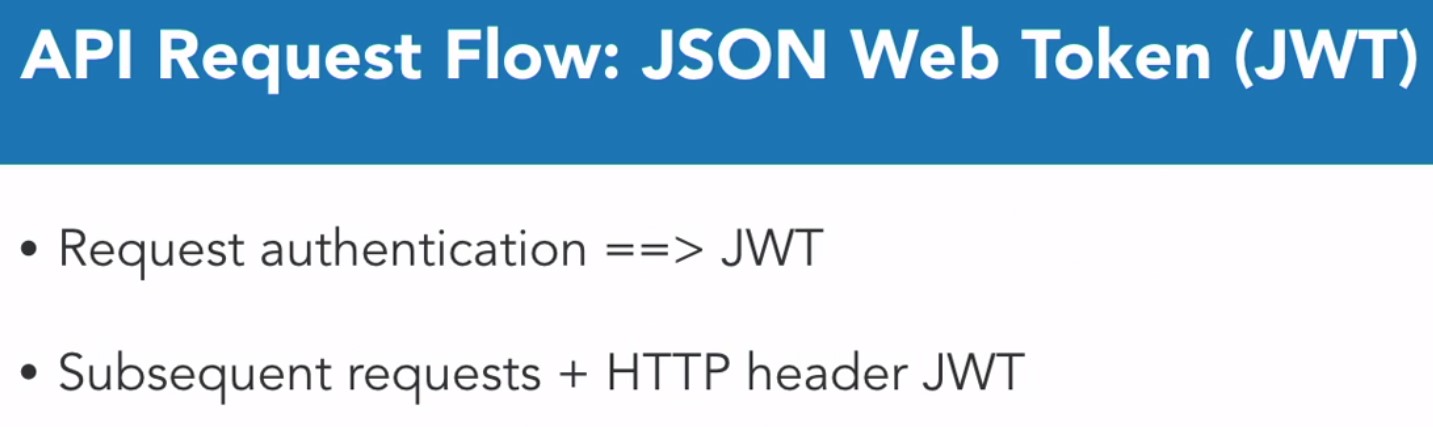 API Request Flow: JSON Web Token (JWT)
• Request authentication ==> JWT
• Subsequent requests + HTTP header JWT